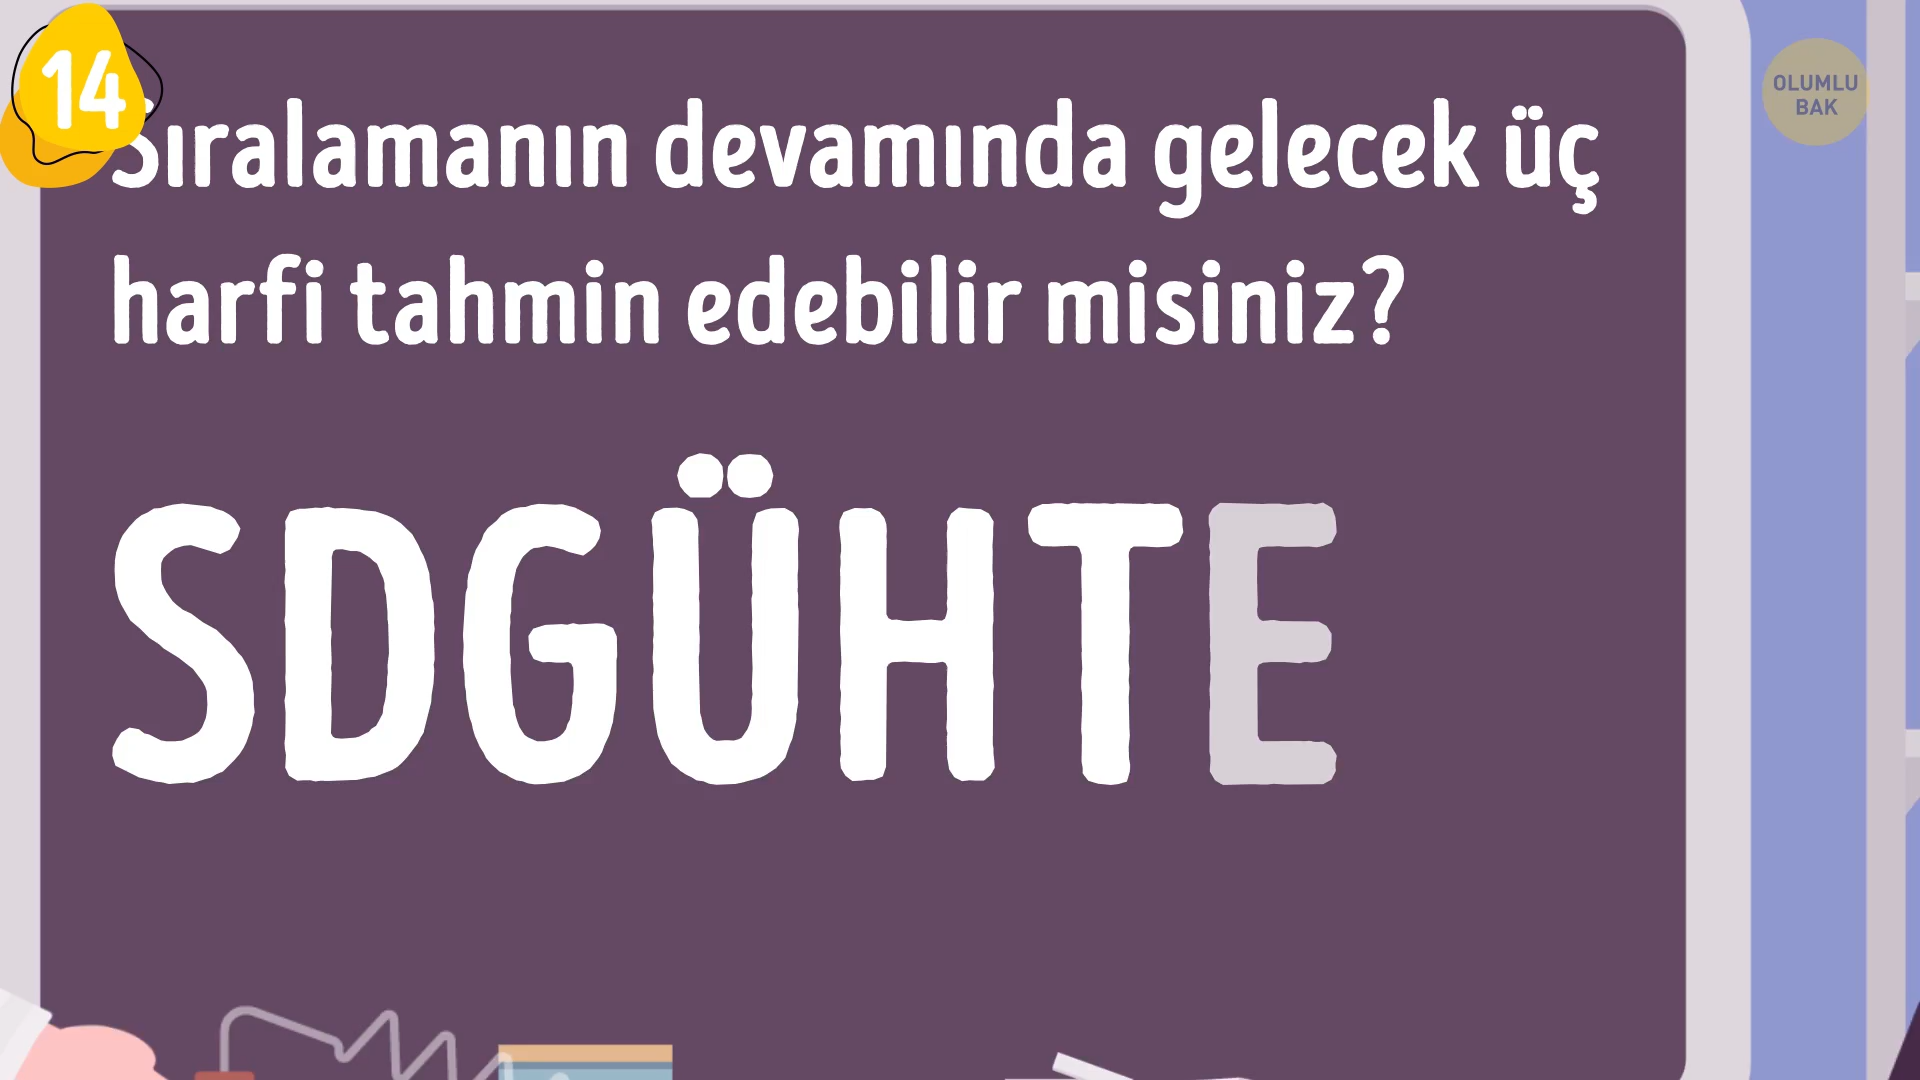 14
Sıralamanın devamında gelecek üç
harfi tahmin edebilir misiniz?
SDGÜHTE
OLUMLU
BAK